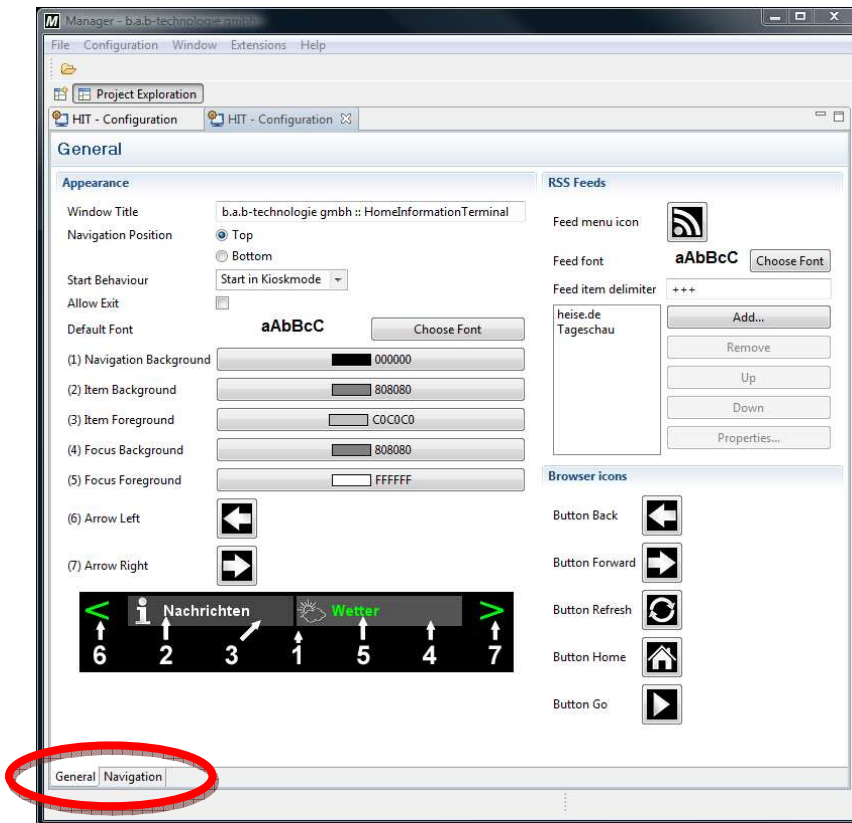 Manager - b.a.b-technologie gmbh
File Configuration Window Extensions Help
Project Exploration
HIT - Configuration
HIT - Configuration
General
Appearance
Window Title
b.a.b-technologie gmbh :: HomeInformationTerminal
Navigation Position
Top
Bottom
Start Behaviour
Start in Kioskmode
Allow Exit
Default Font
aAbBcC
Choose Font
(1) Navigation Background
000000
(2) Item Background
808080
(3) Item Foreground
C0C0C0
(4) Focus Background
808080
(5) Focus Foreground
FFFFFF
(6) Arrow Left
(7) Arrow Right
< Nachrichten Wetter >
6 2 3 1 5 4 7
RSS Feeds
Feed menu icon
Feed font
aAbBcC
Choose Font
Feed item delimiter
+++
heise.de
Tageschau
Add...
Remove
Up
Down
Properties...
Browser icons
Button Back
Button Forward
Button Refresh
Button Home
Button Go
General Navigation